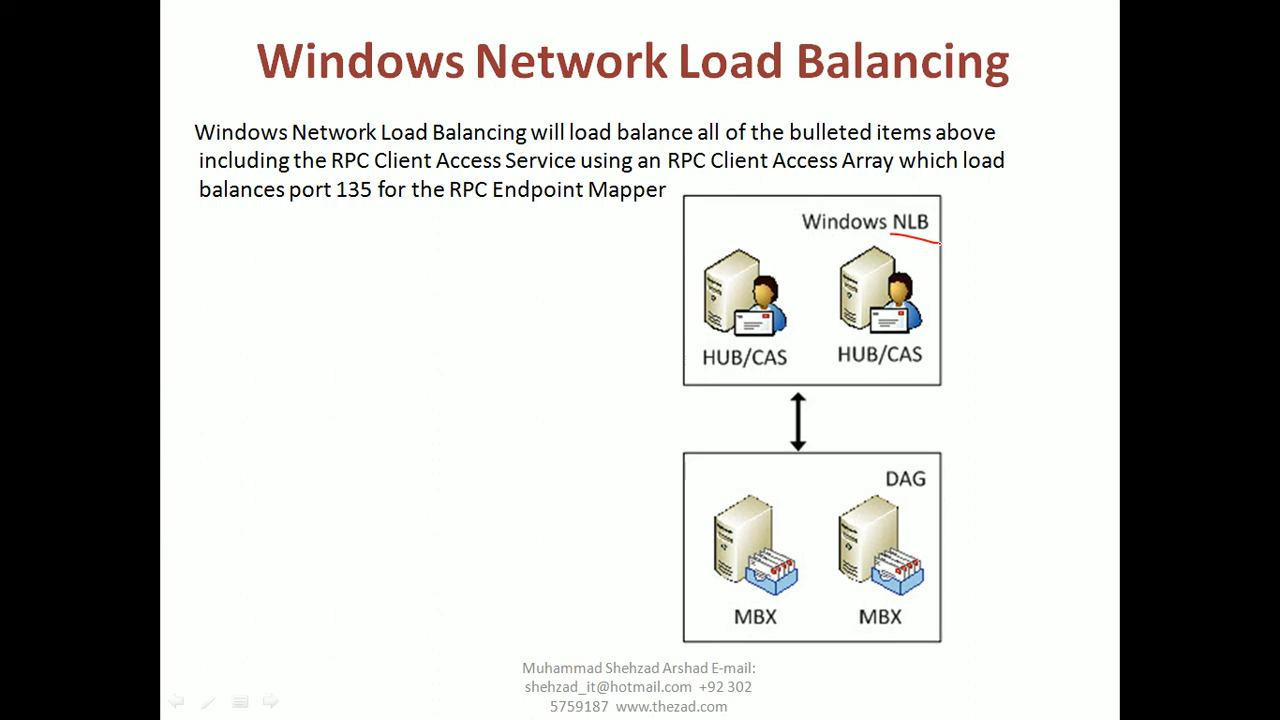 Windows Network Load Balancing
Windows Network Load Balancing will load balance all of the bulleted items above
including the RPC Client Access Service using an RPC Client Access Array which load
balances port 135 for the RPC Endpoint Mapper
Windows NLB
HUB/CAS
HUB/CAS
DAG
MBX
MBX
Muhammad Shehzad Arshad E-mail:
shehzad_it@hotmail.com +92 302
5759187 www.thezad.com